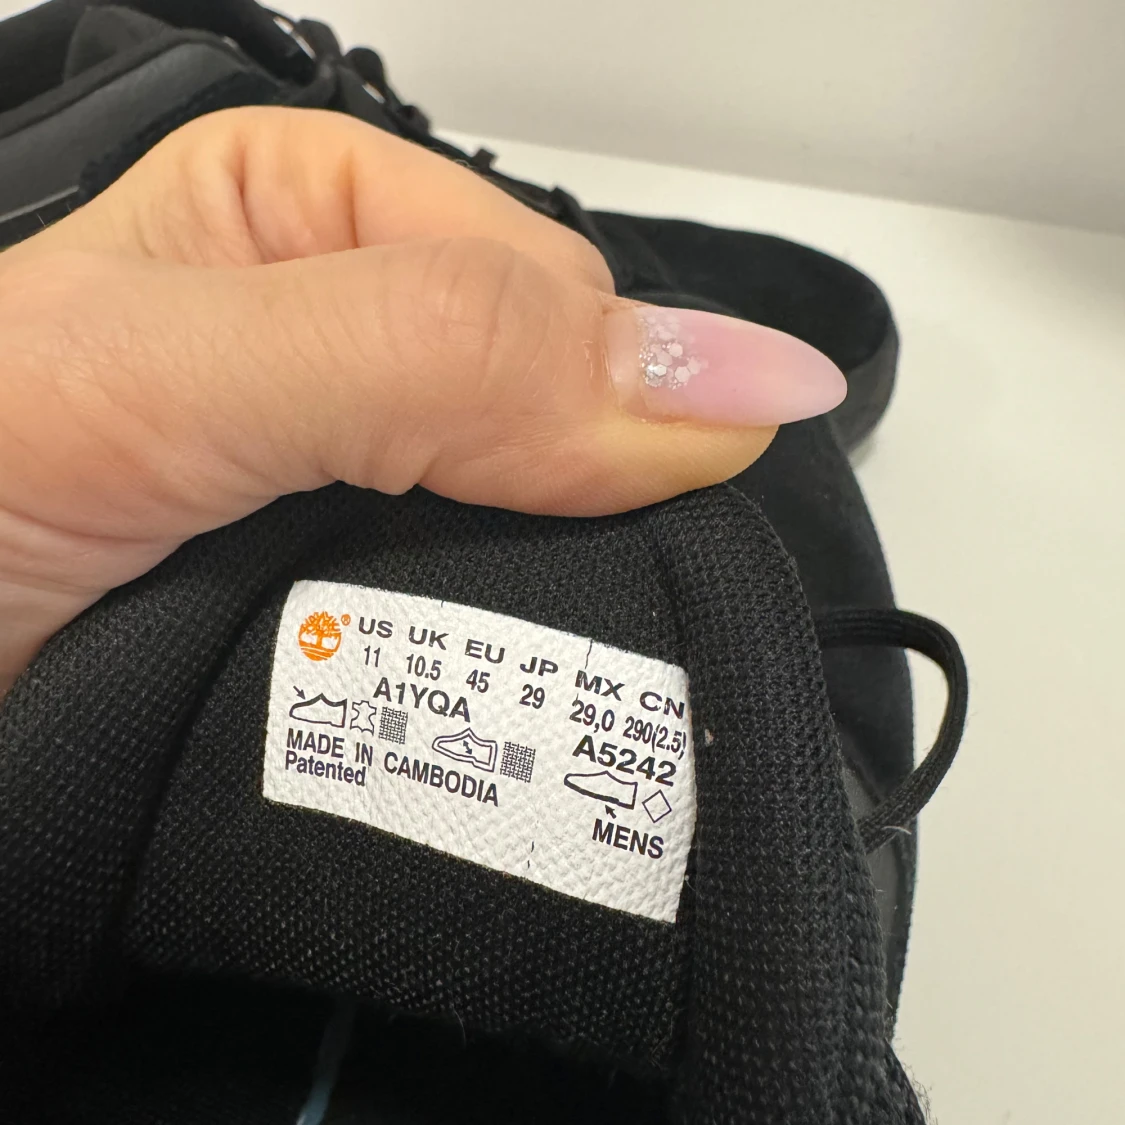 ® US UK EU JP MX CN
11 10.5 45 29 29,0 290(2.5)
A1YQA A5242
MADE IN CAMBODIA
Patented
MENS